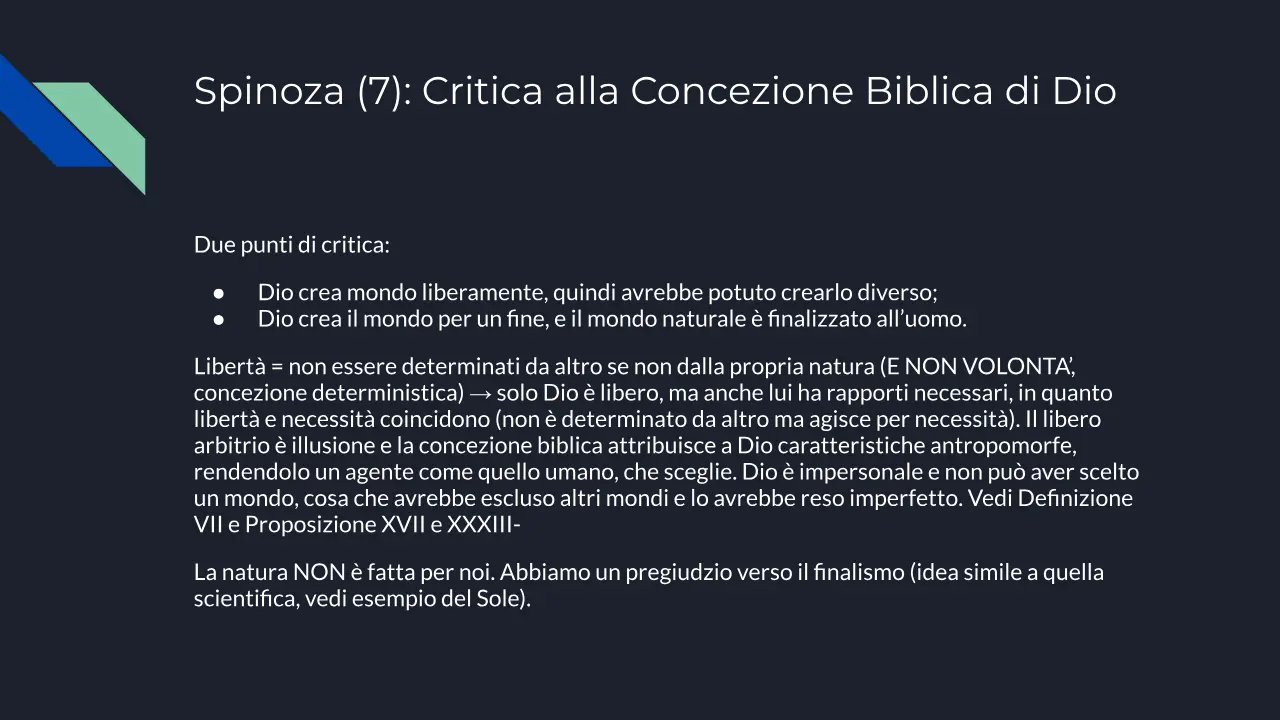 Spinoza (7): Critica alla Concezione Biblica di Dio
Due punti di critica:
● Dio crea mondo liberamente, quindi avrebbe potuto crearlo diverso;
● Dio crea il mondo per un fine, e il mondo naturale è finalizzato all’uomo.
Libertà = non essere determinati da altro se non dalla propria natura (E NON VOLONTA’,
concezione deterministica) → solo Dio è libero, ma anche lui ha rapporti necessari, in quanto
libertà e necessità coincidono (non è determinato da altro ma agisce per necessità). Il libero
arbitrio è illusione e la concezione biblica attribuisce a Dio caratteristiche antropomorfe,
rendendolo un agente come quello umano, che sceglie. Dio è impersonale e non può aver scelto
un mondo, cosa che avrebbe escluso altri mondi e lo avrebbe reso imperfetto. Vedi Definizione
VII e Proposizione XVII e XXXIII-
La natura NON è fatta per noi. Abbiamo un pregiudzio verso il finalismo (idea simile a quella
scientifica, vedi esempio del Sole).